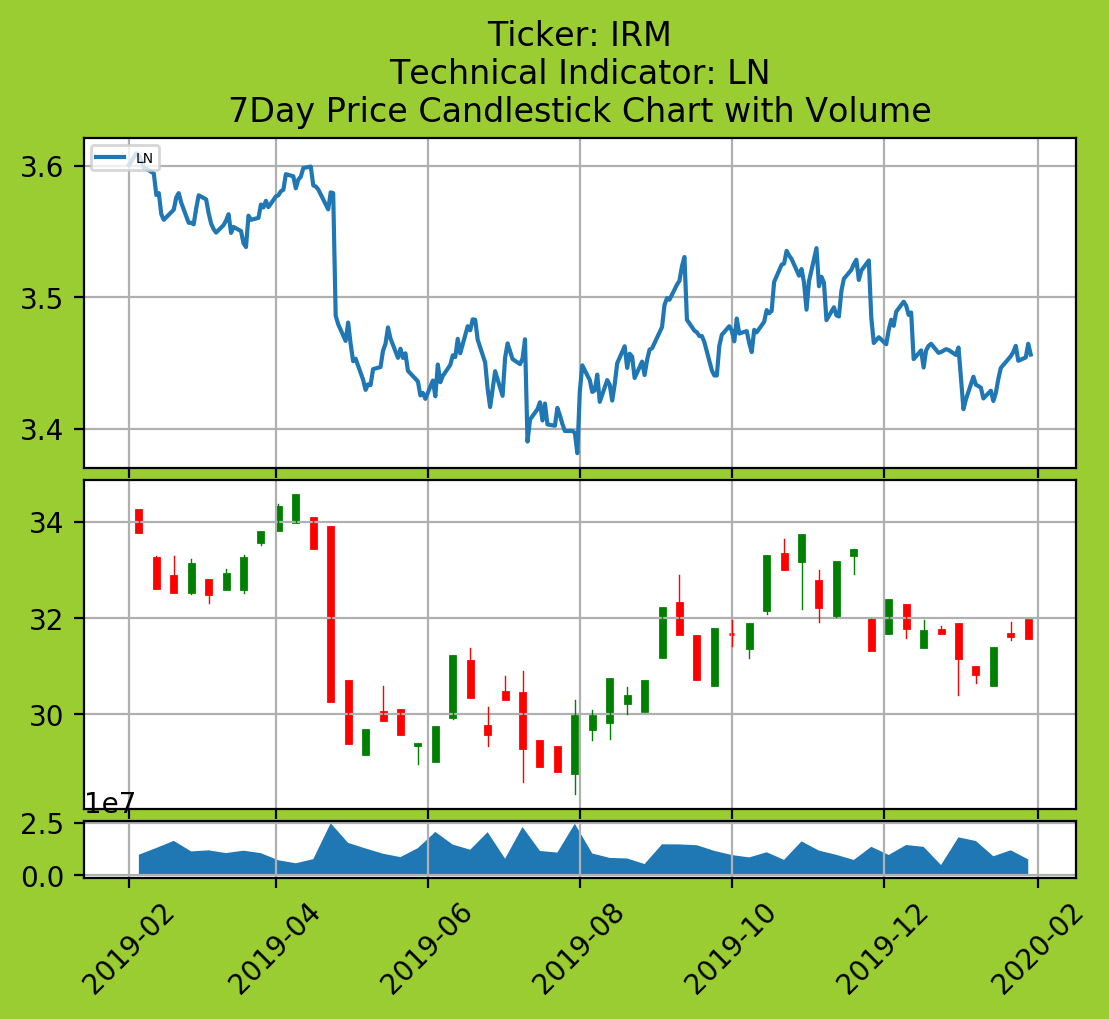 Ticker: IRM
Technical Indicator: LN
7Day Price Candlestick Chart with Volume
LN
3.6
3.5
3.4
34
32
30
1e7
2.5
0.0
2019-02 2019-04 2019-06 2019-08 2019-10 2019-12 2020-02